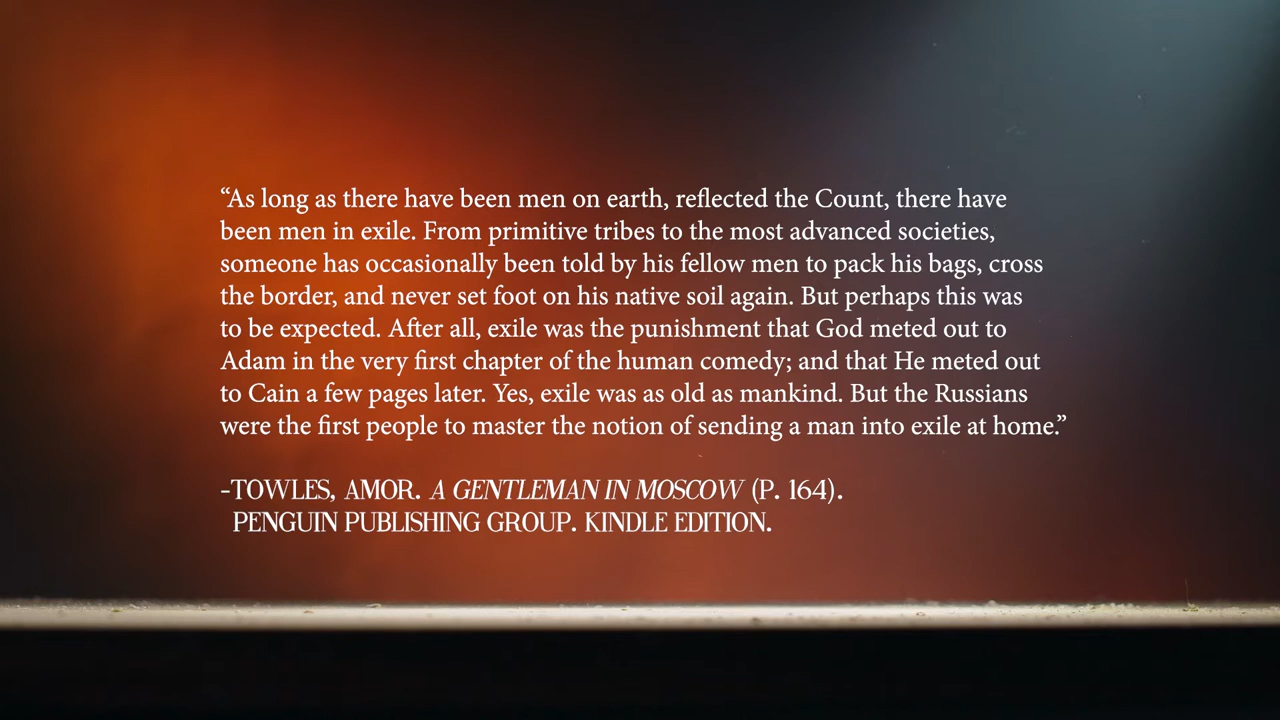 “As long as there have been men on earth, reflected the Count, there have
been men in exile. From primitive tribes to the most advanced societies,
someone has occasionally been told by his fellow men to pack his bags, cross
the border, and never set foot on his native soil again. But perhaps this was
to be expected. After all, exile was the punishment that God meted out to
Adam in the very first chapter of the human comedy; and that He meted out
to Cain a few pages later. Yes, exile was as old as mankind. But the Russians
were the first people to master the notion of sending a man into exile at home.”
-TOWLES, AMOR. A GENTLEMAN IN MOSCOW (P. 164).
PENGUIN PUBLISHING GROUP. KINDLE EDITION.